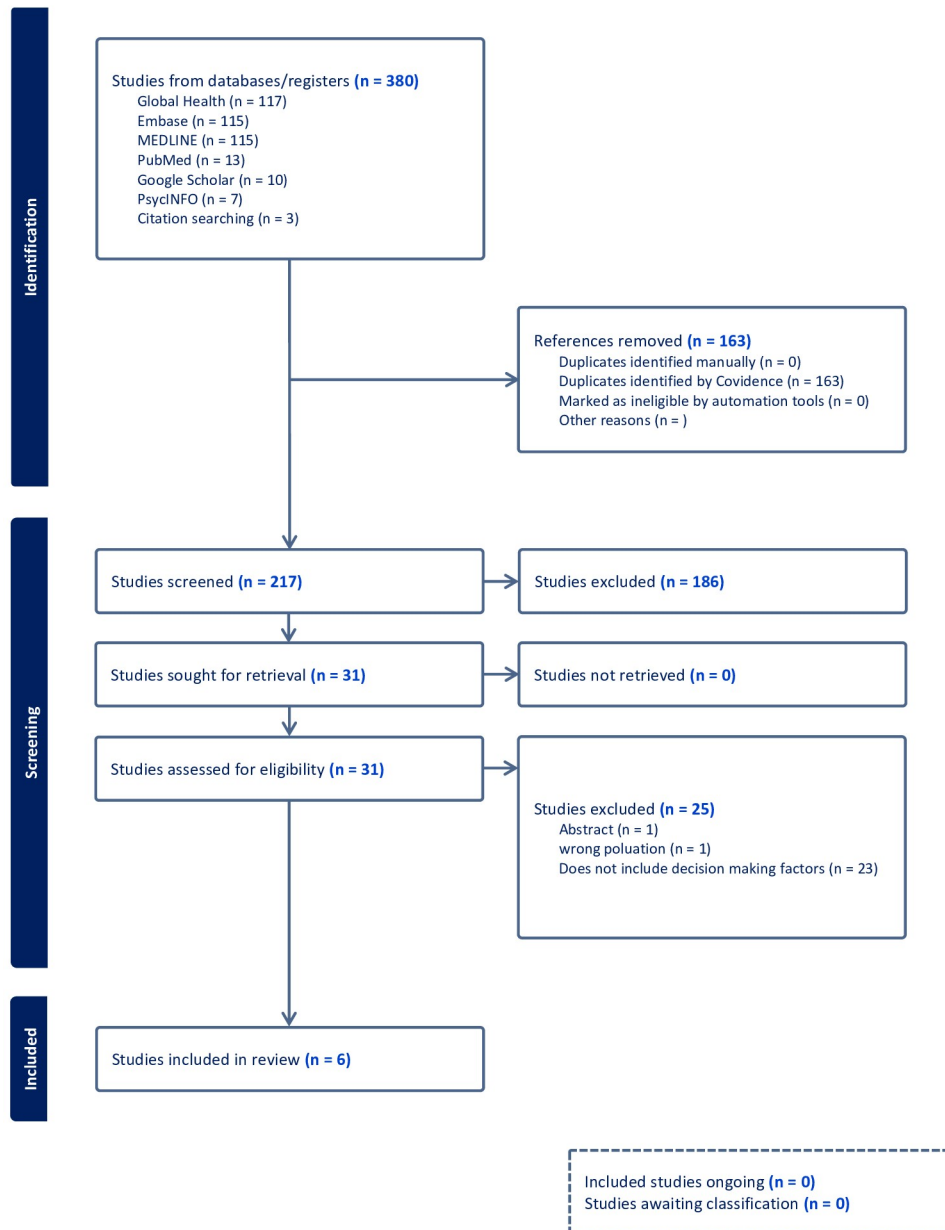 Identification
Studies from databases/registers (n = 380)
Global Health (n = 117)
Embase (n = 115)
MEDLINE (n = 115)
PubMed (n = 13)
Google Scholar (n = 10)
PsycINFO (n = 7)
Citation searching (n = 3)
References removed (n = 163)
Duplicates identified manually (n = 0)
Duplicates identified by Covidence (n = 163)
Marked as ineligible by automation tools (n = 0)
Other reasons (n = )
Screening
Studies screened (n = 217)
Studies excluded (n = 186)
Studies sought for retrieval (n = 31)
Studies not retrieved (n = 0)
Studies assessed for eligibility (n = 31)
Studies excluded (n = 25)
Abstract (n = 1)
wrong poluation (n = 1)
Does not include decision making factors (n = 23)
Included
Studies included in review (n = 6)
Included studies ongoing (n = 0)
Studies awaiting classification (n = 0)